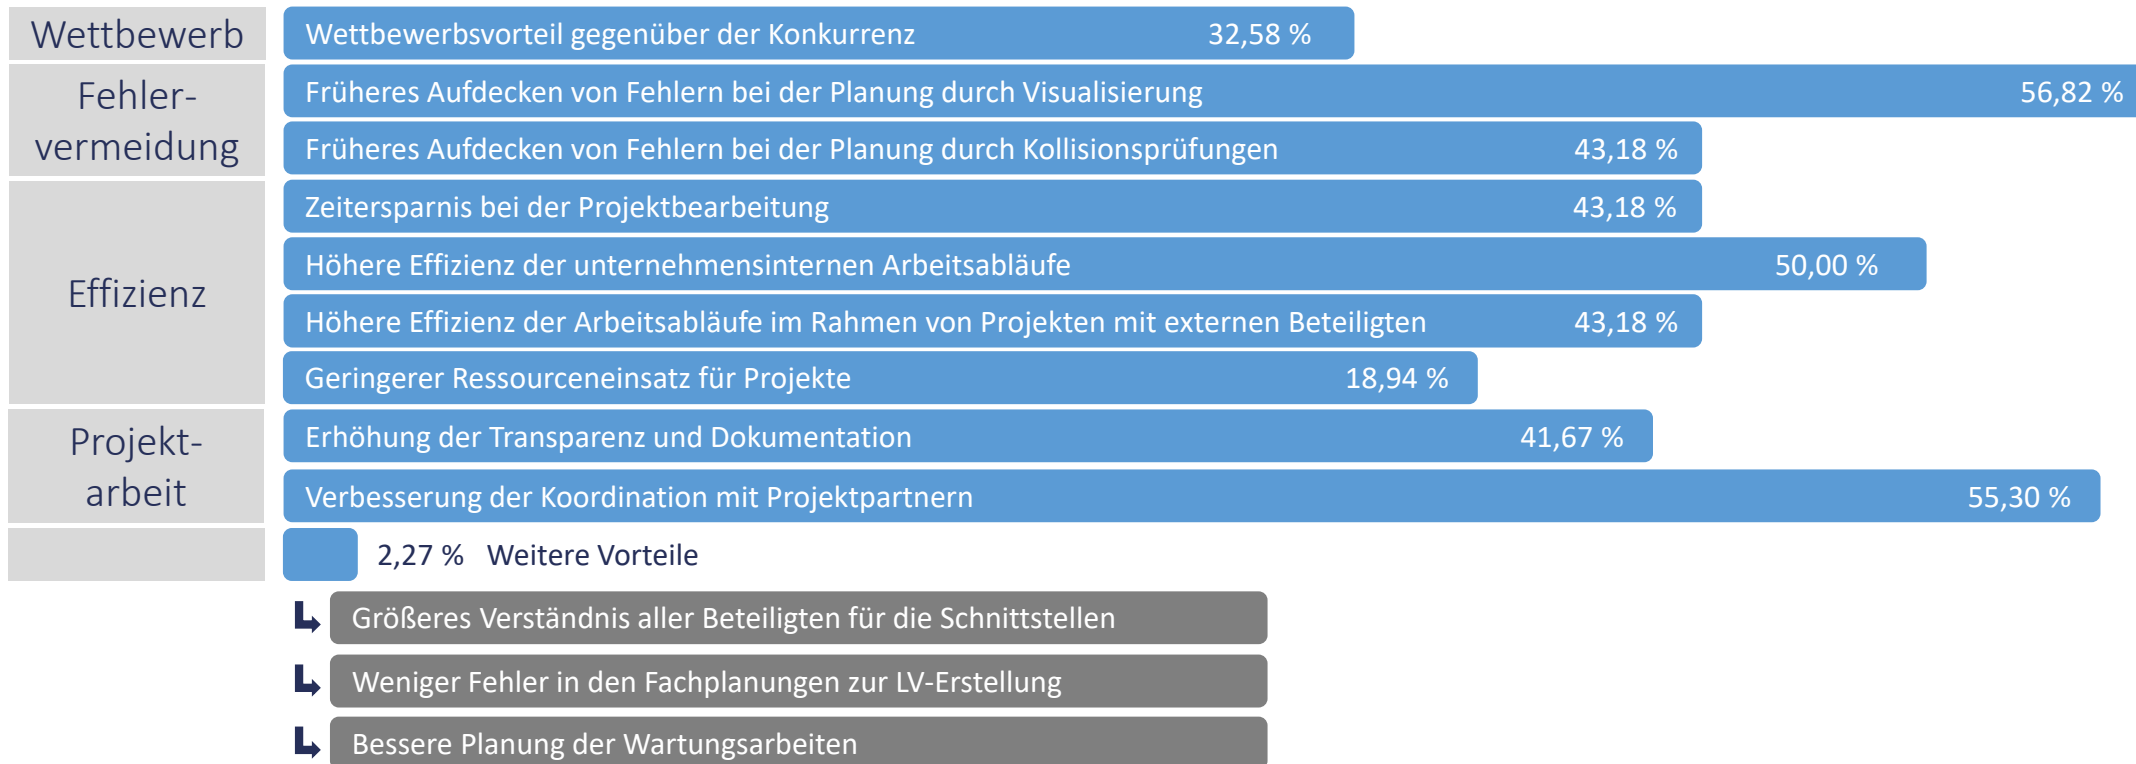 Wettbewerb
Wettbewerbsvorteil gegenüber der Konkurrenz 32,58 %
Fehler-
vermeidung
Früheres Aufdecken von Fehlern bei der Planung durch Visualisierung 56,82 %
Früheres Aufdecken von Fehlern bei der Planung durch Kollisionsprüfungen 43,18 %
Effizienz
Zeitersparnis bei der Projektbearbeitung 43,18 %
Höhere Effizienz der unternehmensinternen Arbeitsabläufe 50,00 %
Höhere Effizienz der Arbeitsabläufe im Rahmen von Projekten mit externen Beteiligten 43,18 %
Geringerer Ressourceneinsatz für Projekte 18,94 %
Projekt-
arbeit
Erhöhung der Transparenz und Dokumentation 41,67 %
Verbesserung der Koordination mit Projektpartnern 55,30 %
2,27 % Weitere Vorteile
Größeres Verständnis aller Beteiligten für die Schnittstellen
Weniger Fehler in den Fachplanungen zur LV-Erstellung
Bessere Planung der Wartungsarbeiten